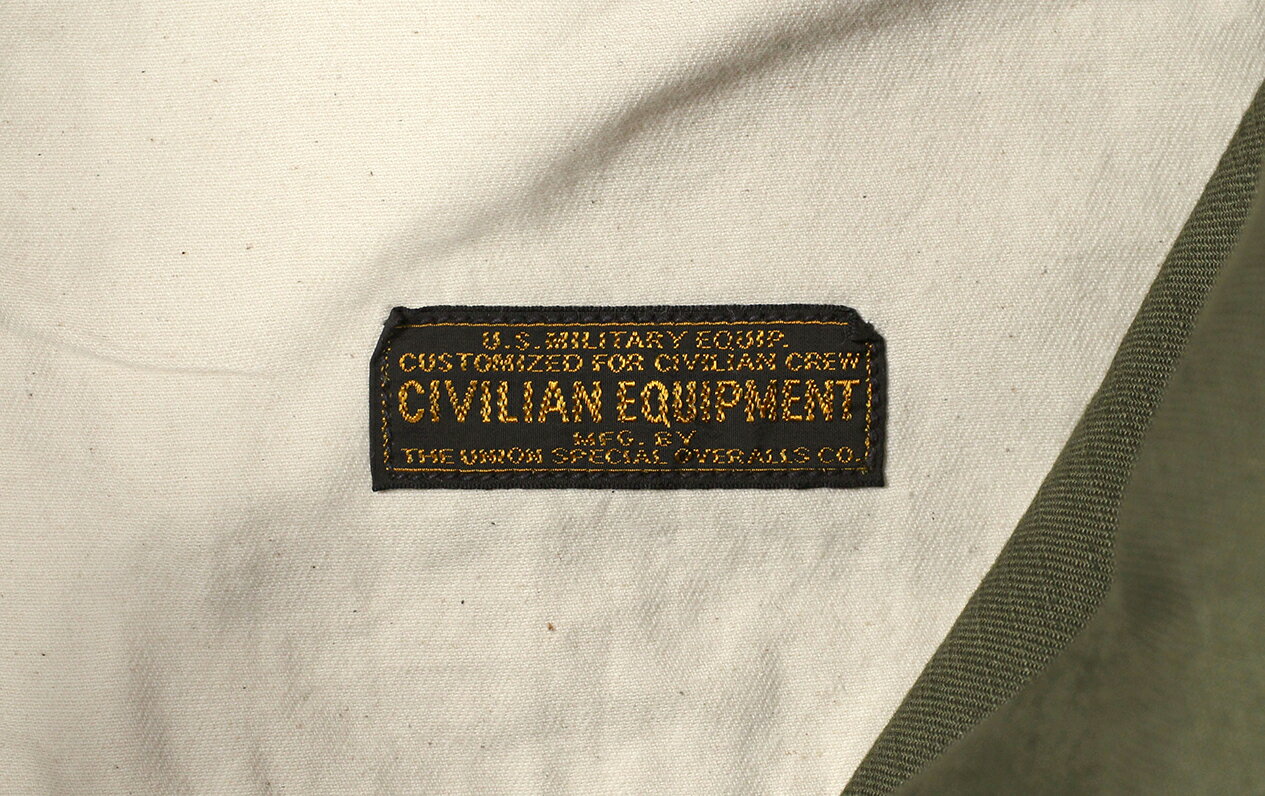 U.S. MILITARY EQUIP.
CUSTOMIZED FOR CIVILIAN CREW
CIVILIAN EQUIPMENT
MFG. BY
THE UNION SPECIAL OVERALLS CO.